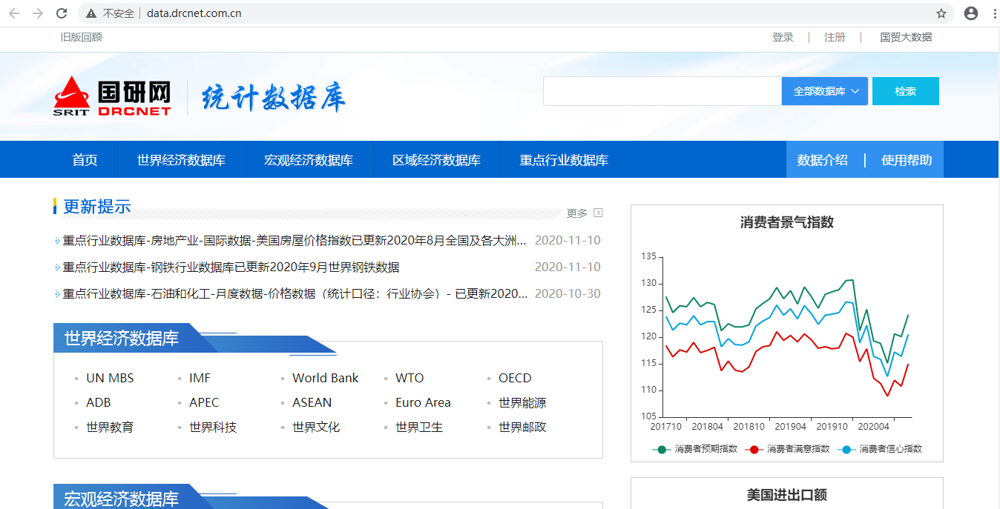 不安全 data.drcnet.com.cn
旧版回顾 登录 | 注册 | 国贸大数据
国研网 统计数据库
SRIT DRCNET
全部数据库 检索
首页 世界经济数据库 宏观经济数据库 区域经济数据库 重点行业数据库 数据介绍 | 使用帮助
更新提示 更多
重点行业数据库-房地产业-国际数据-美国房屋价格指数已更新2020年8月全国及各大洲... 2020-11-10
重点行业数据库-钢铁行业数据库已更新2020年9月世界钢铁数据 2020-11-10
重点行业数据库-石油和化工-月度数据-价格数据（统计口径：行业协会）- 已更新2020... 2020-10-30
世界经济数据库
UN MBS IMF World Bank WTO OECD
ADB APEC ASEAN Euro Area 世界能源
世界教育 世界科技 世界文化 世界卫生 世界邮政
宏观经济数据库
消费者景气指数
135
130
125
120
115
110
105
201710 201804 201810 201904 201910 202004
消费者预期指数 消费者满意指数 消费者信心指数
美国进出口额